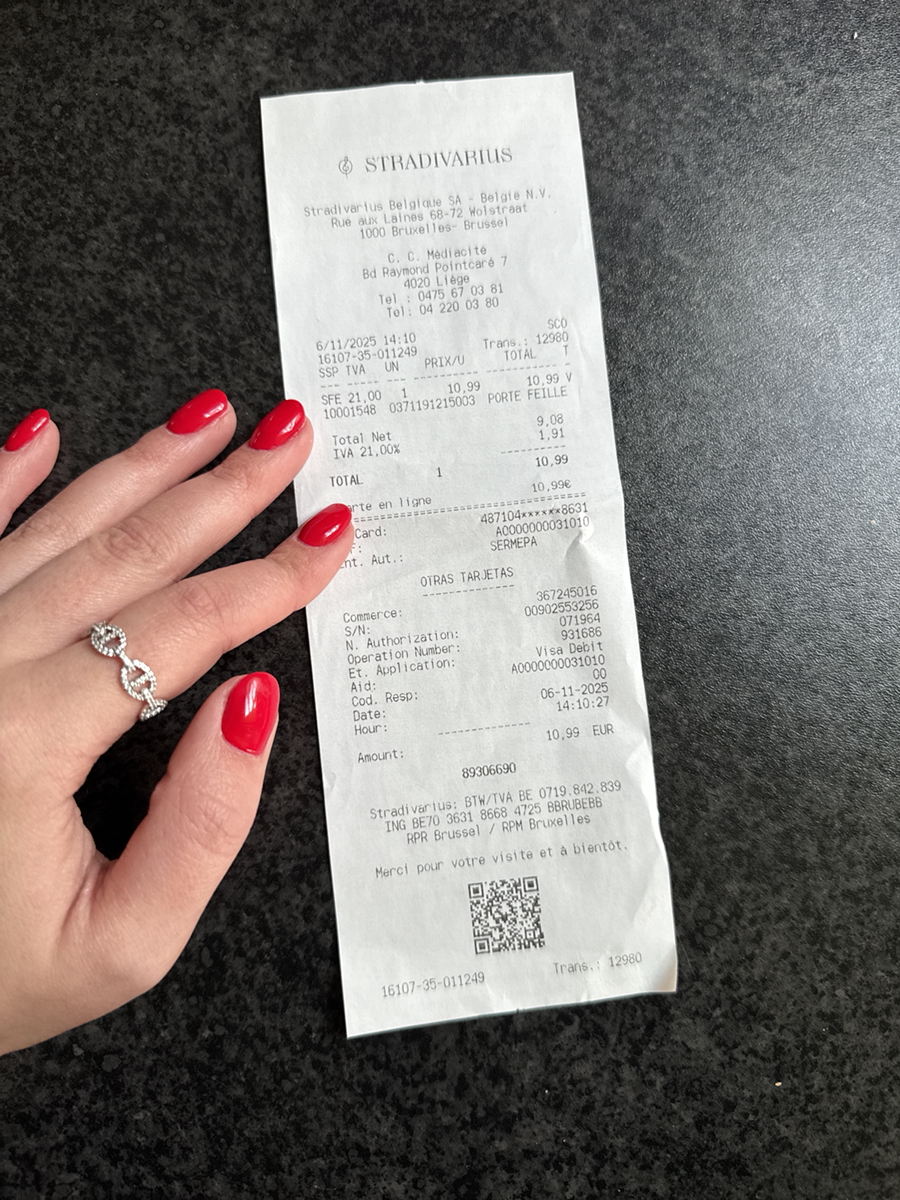 STRADIVARIUS
Stradivarius Belgique SA - België N.V.
Rue aux Laines 68-72 Wolstraat
1000 Bruxelles- Brussel
C. C. Médiacité
Bd Raymond Pointcaré 7
4020 Liège
Tel : 0475 67 03 81
Tel: 04 220 03 80
SCO
6/11/2025 14:10
16107-35-011249 Trans.: 12980
SSP TVA UN PRIX/U TOTAL T
SFE 21,00 1 10,99 10,99 V
10001548 0371191215003 PORTE FEILLE
Total Net 9,08
IVA 21,00% 1,91
TOTAL 1 10,99
arte en ligne 10,99€
Card: 487104******8631
F: A0000000031010
nt. Aut.: SERMEPA
OTRAS TARJETAS
Commerce: 367245016
S/N: 00902553256
N. Authorization: 071964
Operation Number: 931686
Et. Application: Visa Debit
Aid: A0000000031010
Cod. Resp: 00
Date: 06-11-2025
Hour: 14:10:27
Amount: 10,99 EUR
89306690
Stradivarius: BTW/TVA BE 0719.842.839
ING BE70 3631 8668 4725 BBRUBEBB
RPR Brussel / RPM Bruxelles
Merci pour votre visite et à bientôt.
16107-35-011249 Trans.: 12980